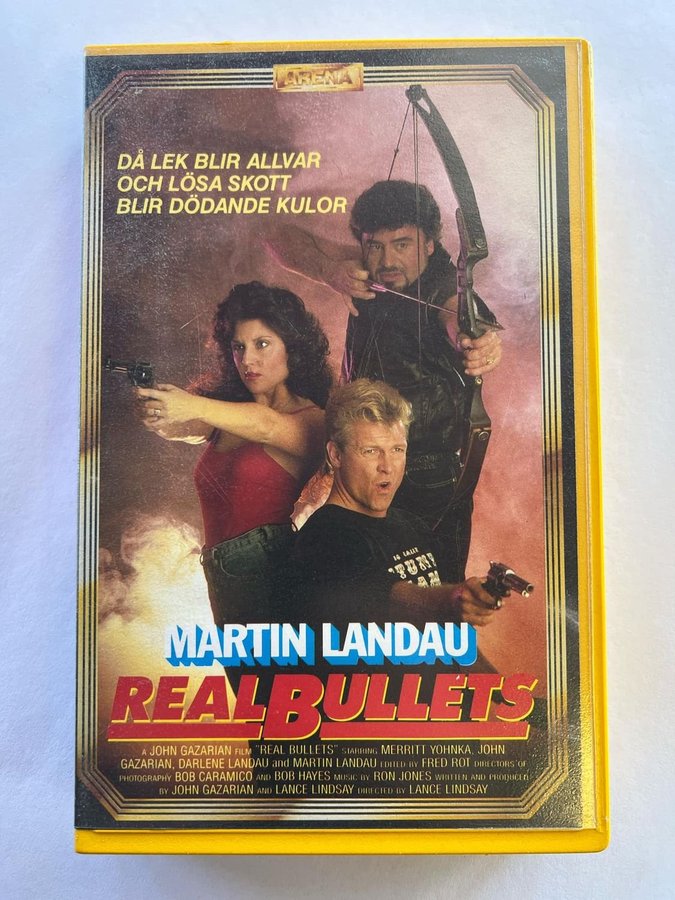 ARENA
DÅ LEK BLIR ALLVAR
OCH LÖSA SKOTT
BLIR DÖDANDE KULOR
MARTIN LANDAU
REAL BULLETS
A JOHN GAZARIAN FILM "REAL BULLETS" STARRING MERRITT YOHNKA, JOHN
GAZARIAN, DARLENE LANDAU AND MARTIN LANDAU EDITED BY FRED ROT DIRECTORS OF
PHOTOGRAPHY BOB CARAMICO AND BOB HAYES MUSIC BY RON JONES WRITTEN AND PRODUCED
BY JOHN GAZARIAN AND LANCE LINDSAY DIRECTED BY LANCE LINDSAY